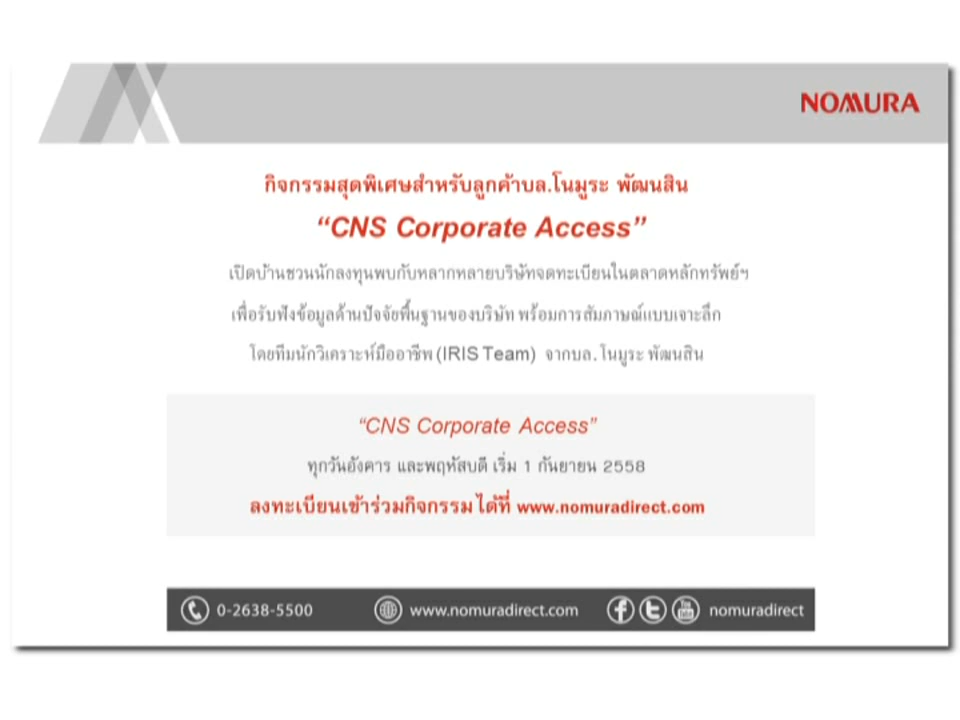 NOMURA
กิจกรรมสุดพิเศษสำหรับลูกค้าบล.โนมูระ พัฒนสิน
“CNS Corporate Access”
เปิดบ้านชวนนักลงทุนพบกับหลากหลายบริษัทจดทะเบียนในตลาดหลักทรัพย์ฯ
เพื่อรับฟังข้อมูลด้านปัจจัยพื้นฐานของบริษัท พร้อมการสัมภาษณ์แบบเจาะลึก
โดยทีมนักวิเคราะห์มืออาชีพ (IRIS Team) จากบล. โนมูระ พัฒนสิน
“CNS Corporate Access”
ทุกวันอังคาร และพฤหัสบดี เริ่ม 1 กันยายน 2558
ลงทะเบียนเข้าร่วมกิจกรรม ได้ที่ www.nomuradirect.com
0-2638-5500 www.nomuradirect.com nomuradirect